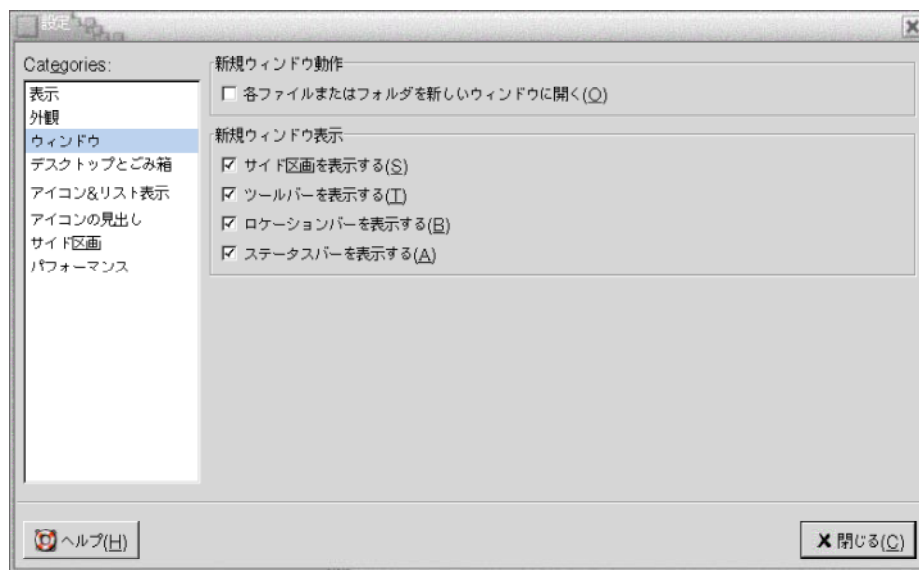 設定
Categories:
表示
外観
ウィンドウ
デスクトップとごみ箱
アイコン&リスト表示
アイコンの見出し
サイド区画
パフォーマンス
新規ウィンドウ動作
各ファイルまたはフォルダを新しいウィンドウに開く(O)
新規ウィンドウ表示
サイド区画を表示する(S)
ツールバーを表示する(T)
ロケーションバーを表示する(B)
ステータスバーを表示する(A)
ヘルプ(H)
閉じる(C)